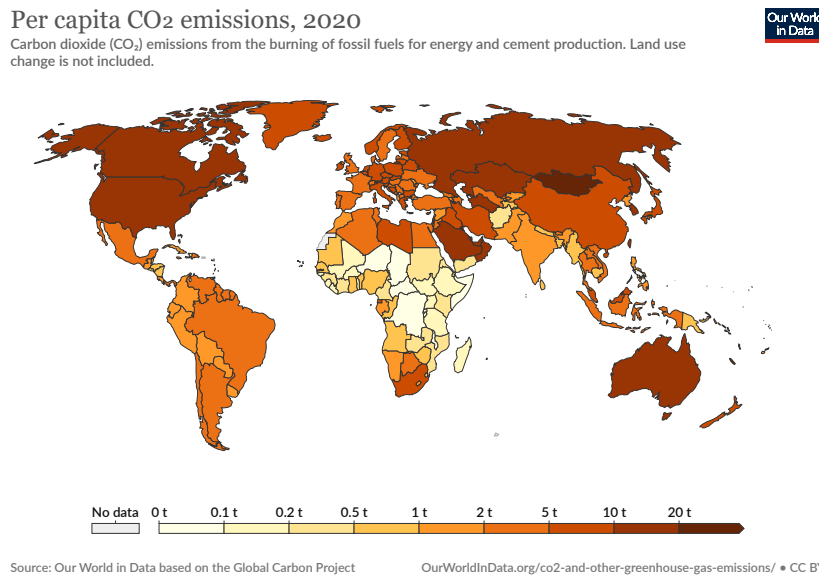 Per capita CO2 emissions, 2020
Our World
in Data
Carbon dioxide (CO₂) emissions from the burning of fossil fuels for energy and cement production. Land use
change is not included.
No data 0 t 0.1 t 0.2 t 0.5 t 1 t 2 t 5 t 10 t 20 t
Source: Our World in Data based on the Global Carbon Project
OurWorldInData.org/co2-and-other-greenhouse-gas-emissions/ • CC BY